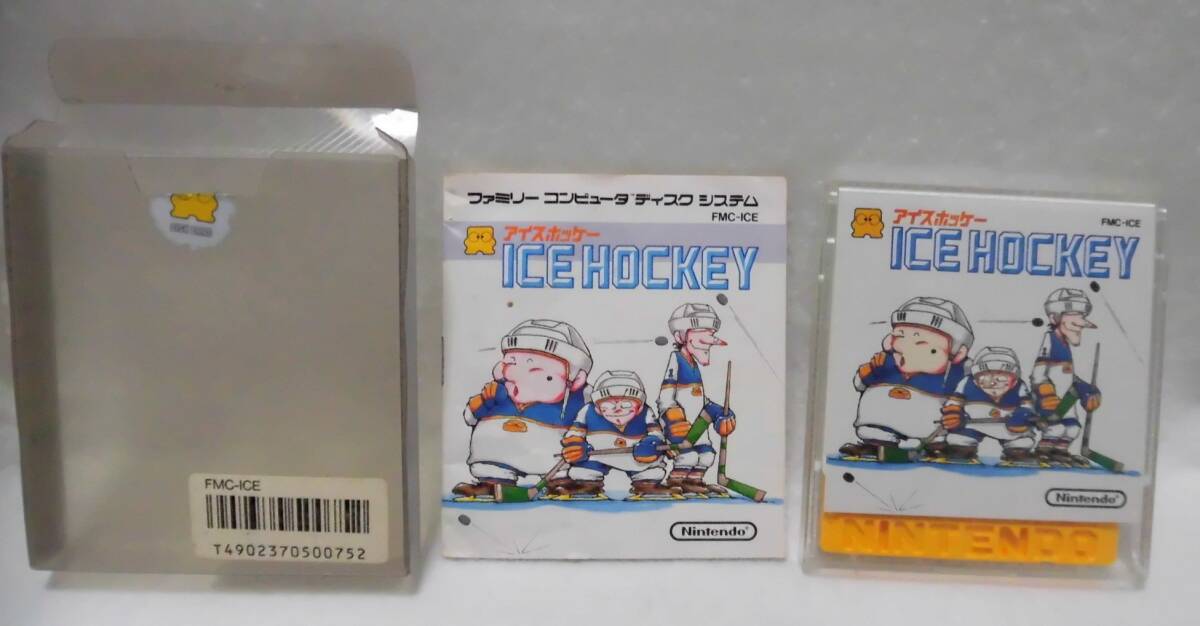 FMC-ICE
T4902370500752
ファミリー コンピュータ™ ディスク システム
FMC-ICE
アイスホッケー
ICE HOCKEY
Nintendo®
アイスホッケー
FMC-ICE
ICE HOCKEY
Nintendo®
NINTENDO